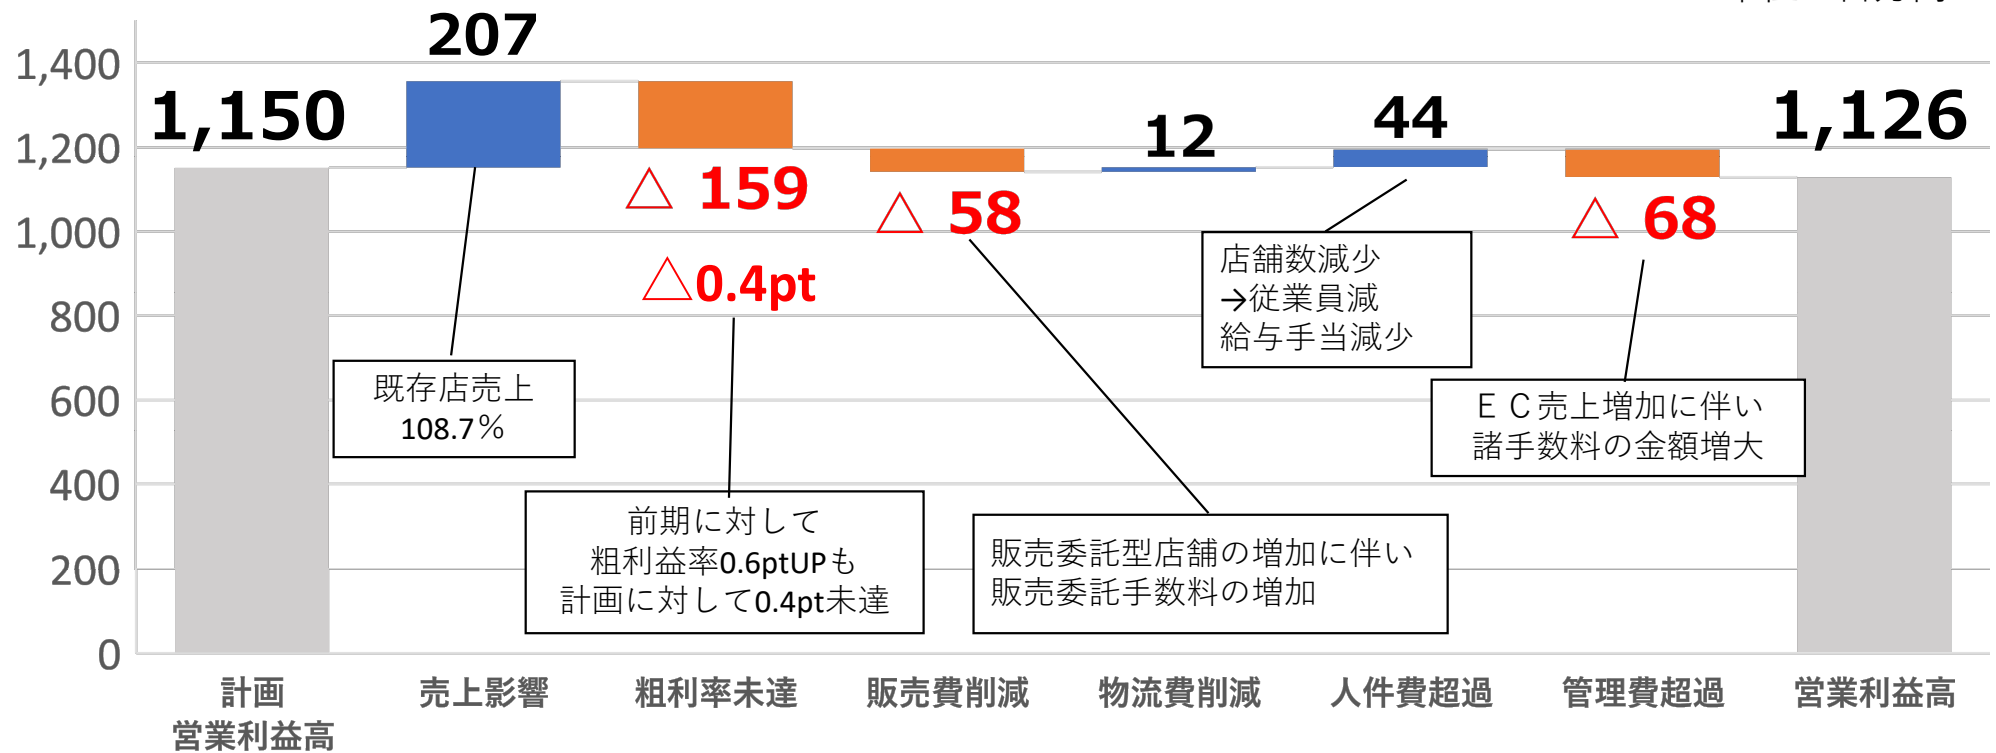 207
1,400
1,150
1,200
12
44
1,126
△ 159
△ 58
△ 68
1,000
△0.4pt
店舗数減少
→従業員減
給与手当減少
800
既存店売上
108.7％
600
ＥＣ売上増加に伴い
諸手数料の金額増大
400
前期に対して
粗利益率0.6ptUPも
計画に対して0.4pt未達
販売委託型店舗の増加に伴い
販売委託手数料の増加
200
0
計画
営業利益高
売上影響
粗利率未達
販売費削減
物流費削減
人件費超過
管理費超過
営業利益高